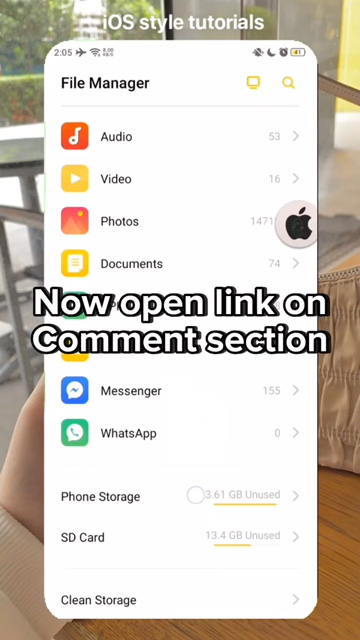 iOS style tutorials
2:05
File Manager
Audio 53
Video 16
Photos 1471
Documents 74
Now open link on
Comment section
Messenger 155
WhatsApp 0
Phone Storage 3.61 GB Unused
SD Card 13.4 GB Unused
Clean Storage